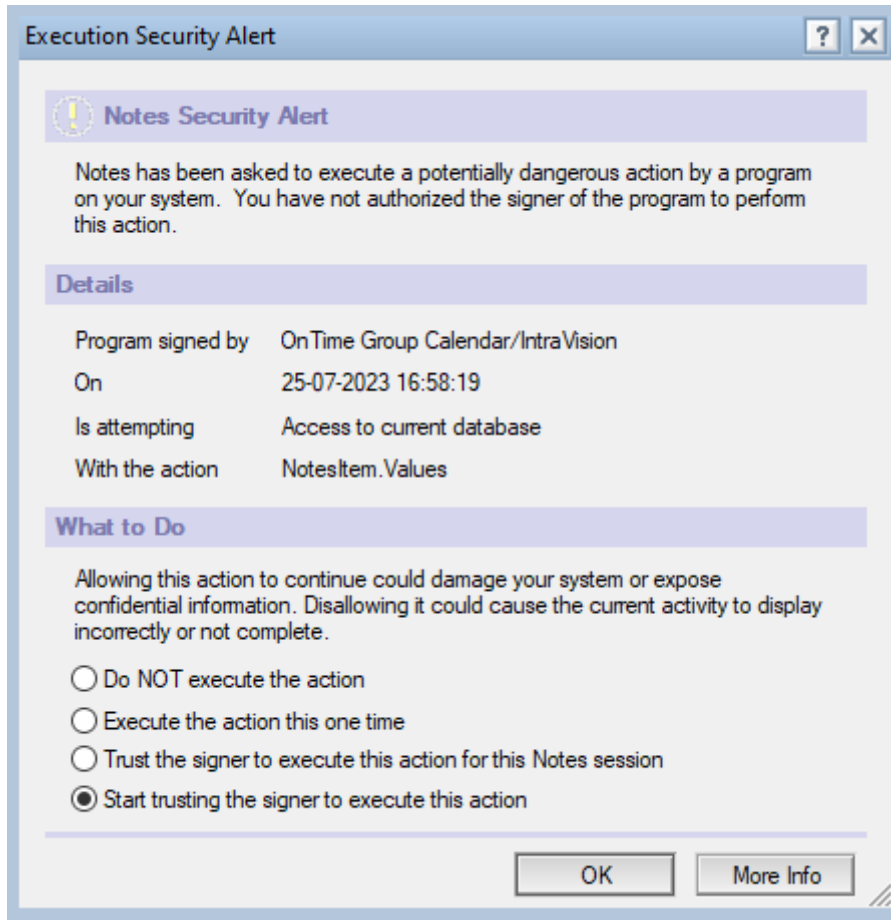 Execution Security Alert
Notes Security Alert
Notes has been asked to execute a potentially dangerous action by a program
on your system.  You have not authorized the signer of the program to perform
this action.
Details
Program signed by OnTime Group Calendar/IntraVision
On 25-07-2023 16:58:19
Is attempting Access to current database
With the action NotesItem.Values
What to Do
Allowing this action to continue could damage your system or expose
confidential information. Disallowing it could cause the current activity to display
incorrectly or not complete.
Do NOT execute the action
Execute the action this one time
Trust the signer to execute this action for this Notes session
Start trusting the signer to execute this action
OK More Info